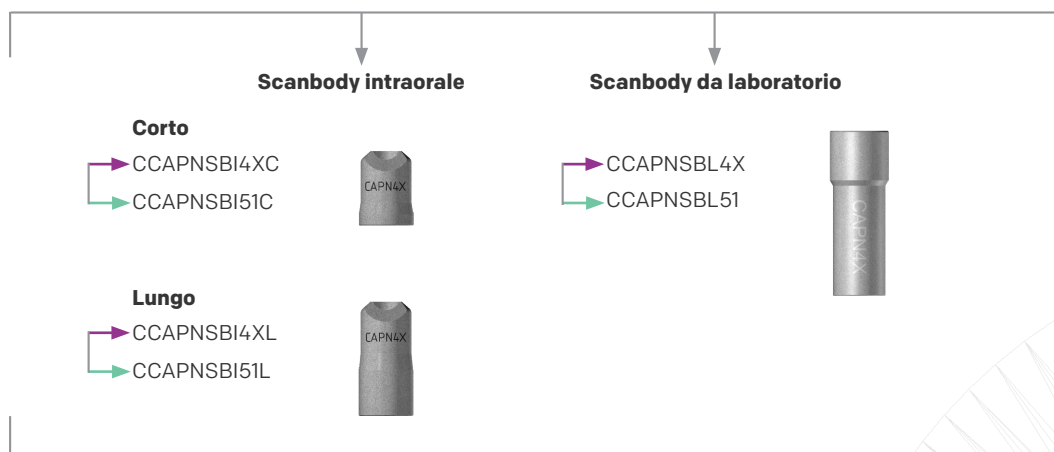 Scanbody intraorale
Scanbody da laboratorio
Corto
CCAPNSBI4XC
CCAPNSBI51C
CAPN4X
CCAPNSBL4X
CCAPNSBL51
CAPN4X
Lungo
CCAPNSBI4XL
CCAPNSBI51L
CAPN4X